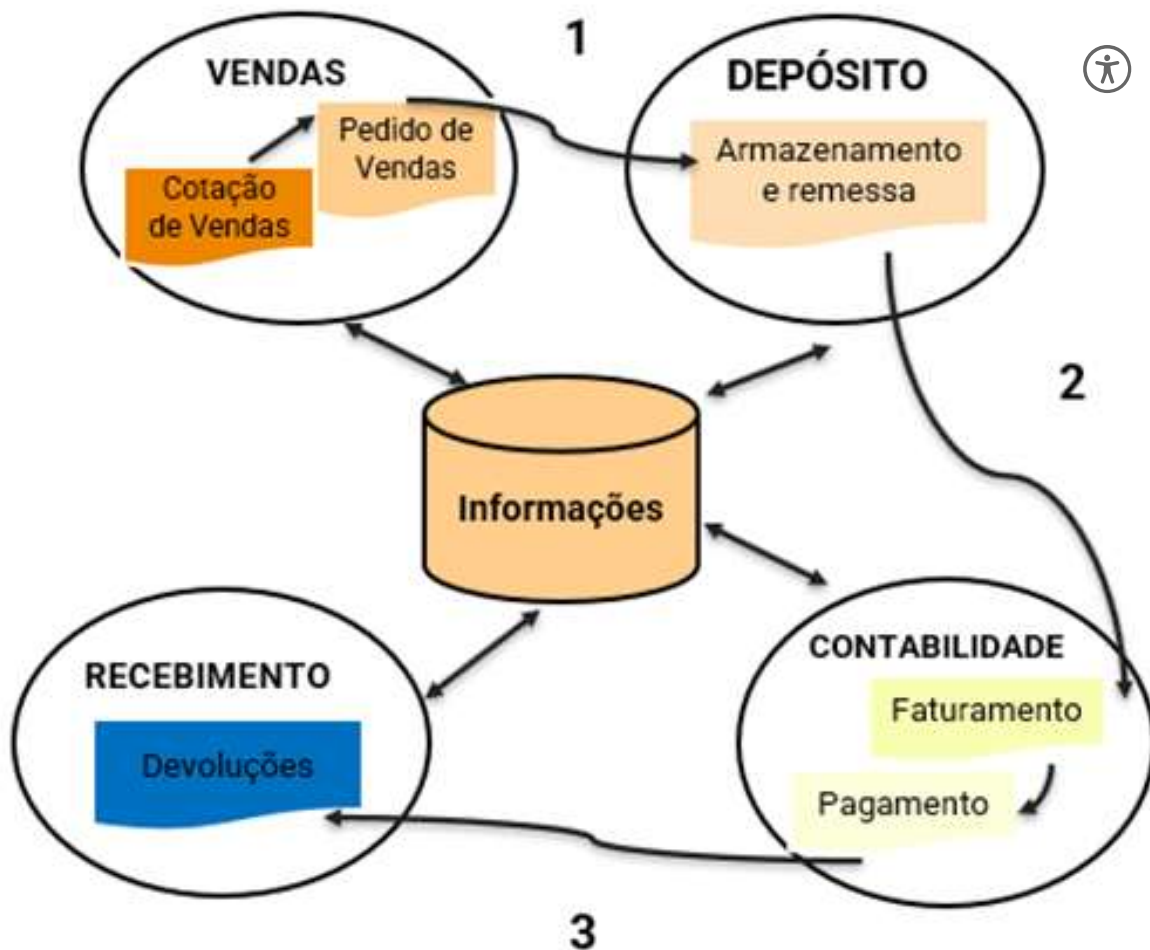 1
VENDAS
Pedido de
Vendas
Cotação
de Vendas
DEPÓSITO
Armazenamento
e remessa
2
Informações
CONTABILIDADE
Faturamento
Pagamento
RECEBIMENTO
Devoluções
3